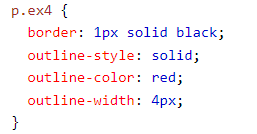 p.ex4 {
  border: 1px solid black;
  outline-style: solid;
  outline-color: red;
  outline-width: 4px;
}